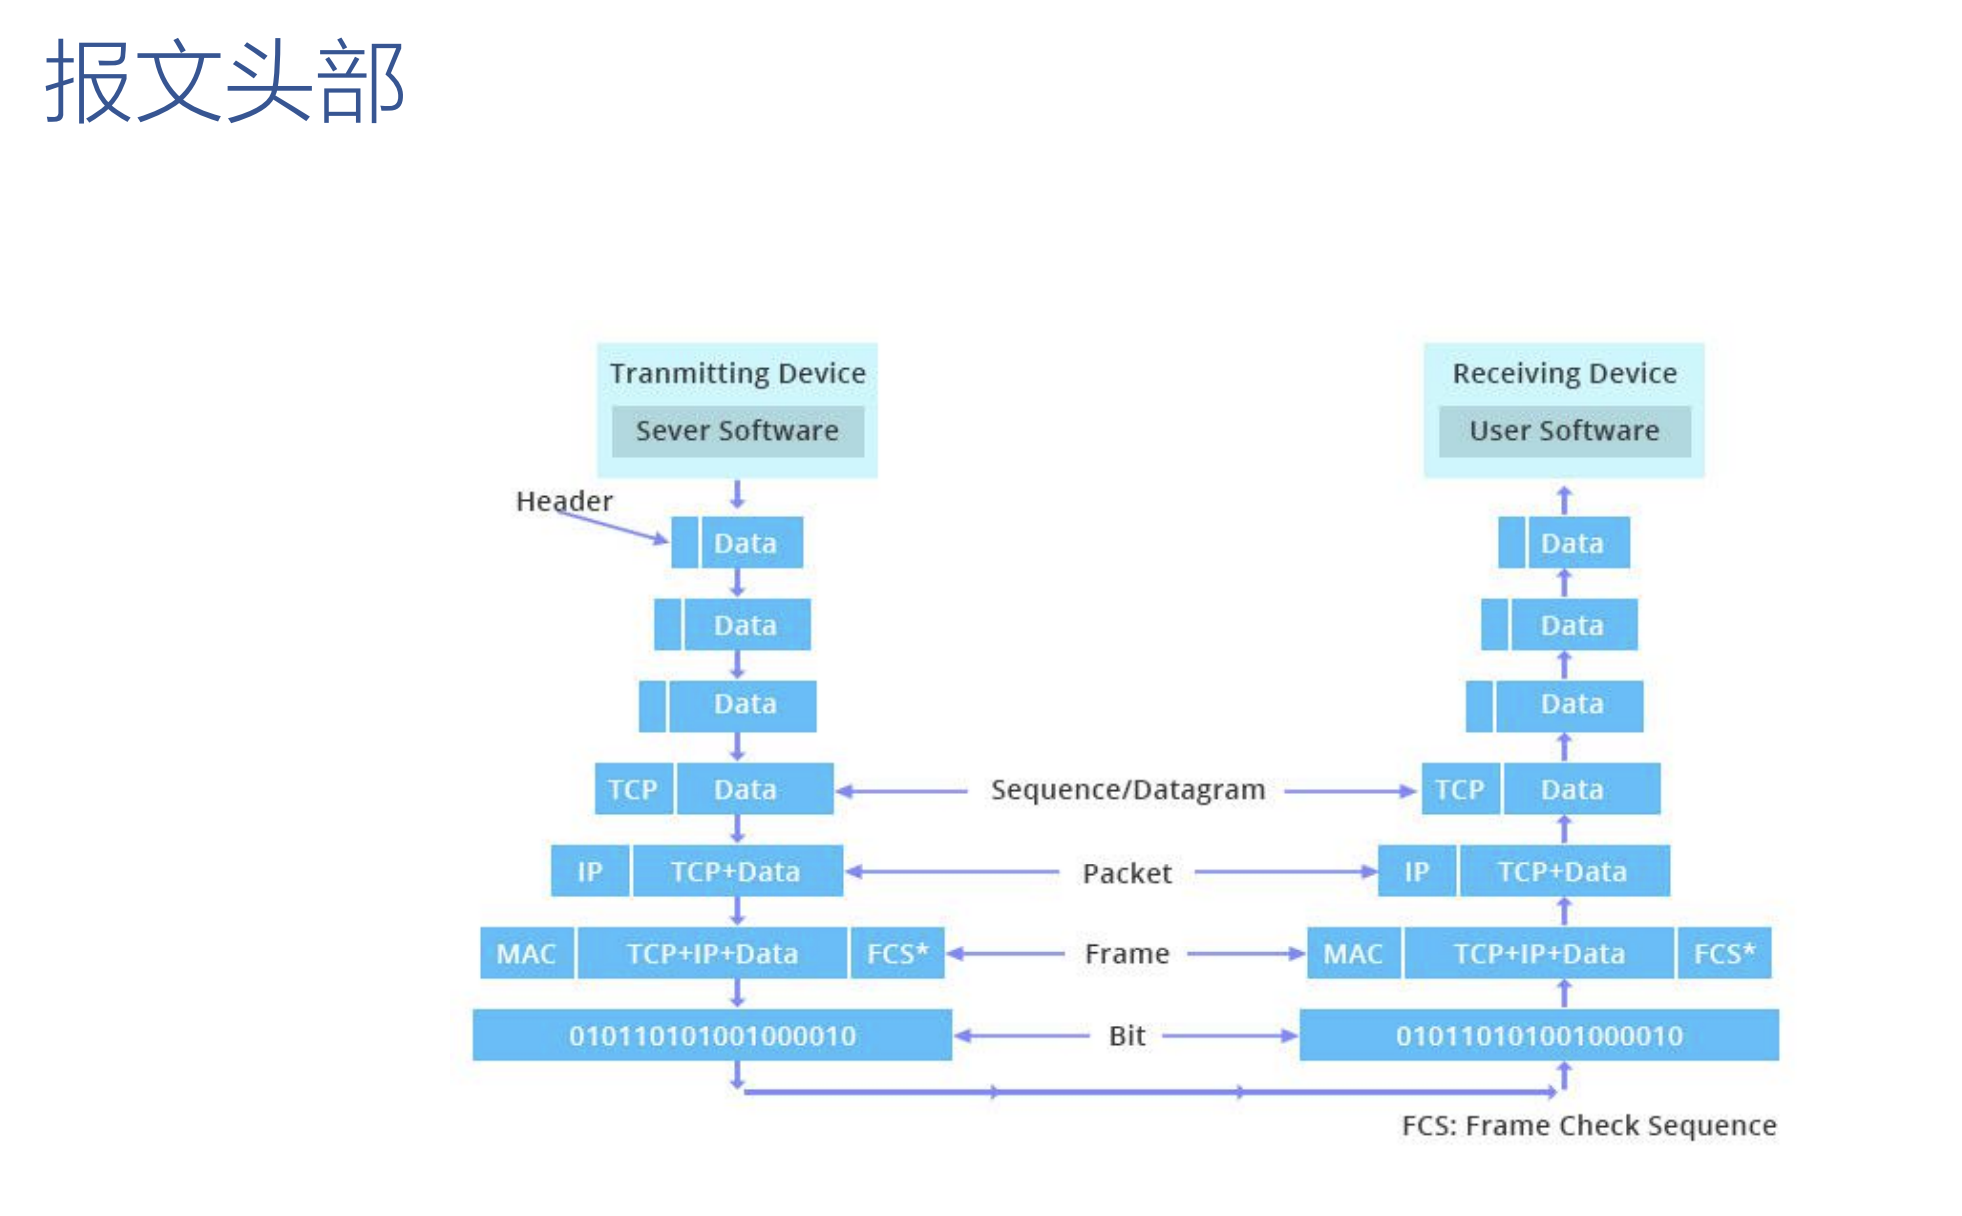 报文头部
Tranmitting Device
Receiving Device
Sever Software
User Software
Header
Data
Data
Data
Data
Data
Data
TCP
Data
Sequence/Datagram
TCP
Data
IP
TCP+Data
Packet
IP
TCP+Data
MAC
TCP+IP+Data
FCS*
Frame
MAC
TCP+IP+Data
FCS*
010110101001000010
Bit
010110101001000010
FCS: Frame Check Sequence